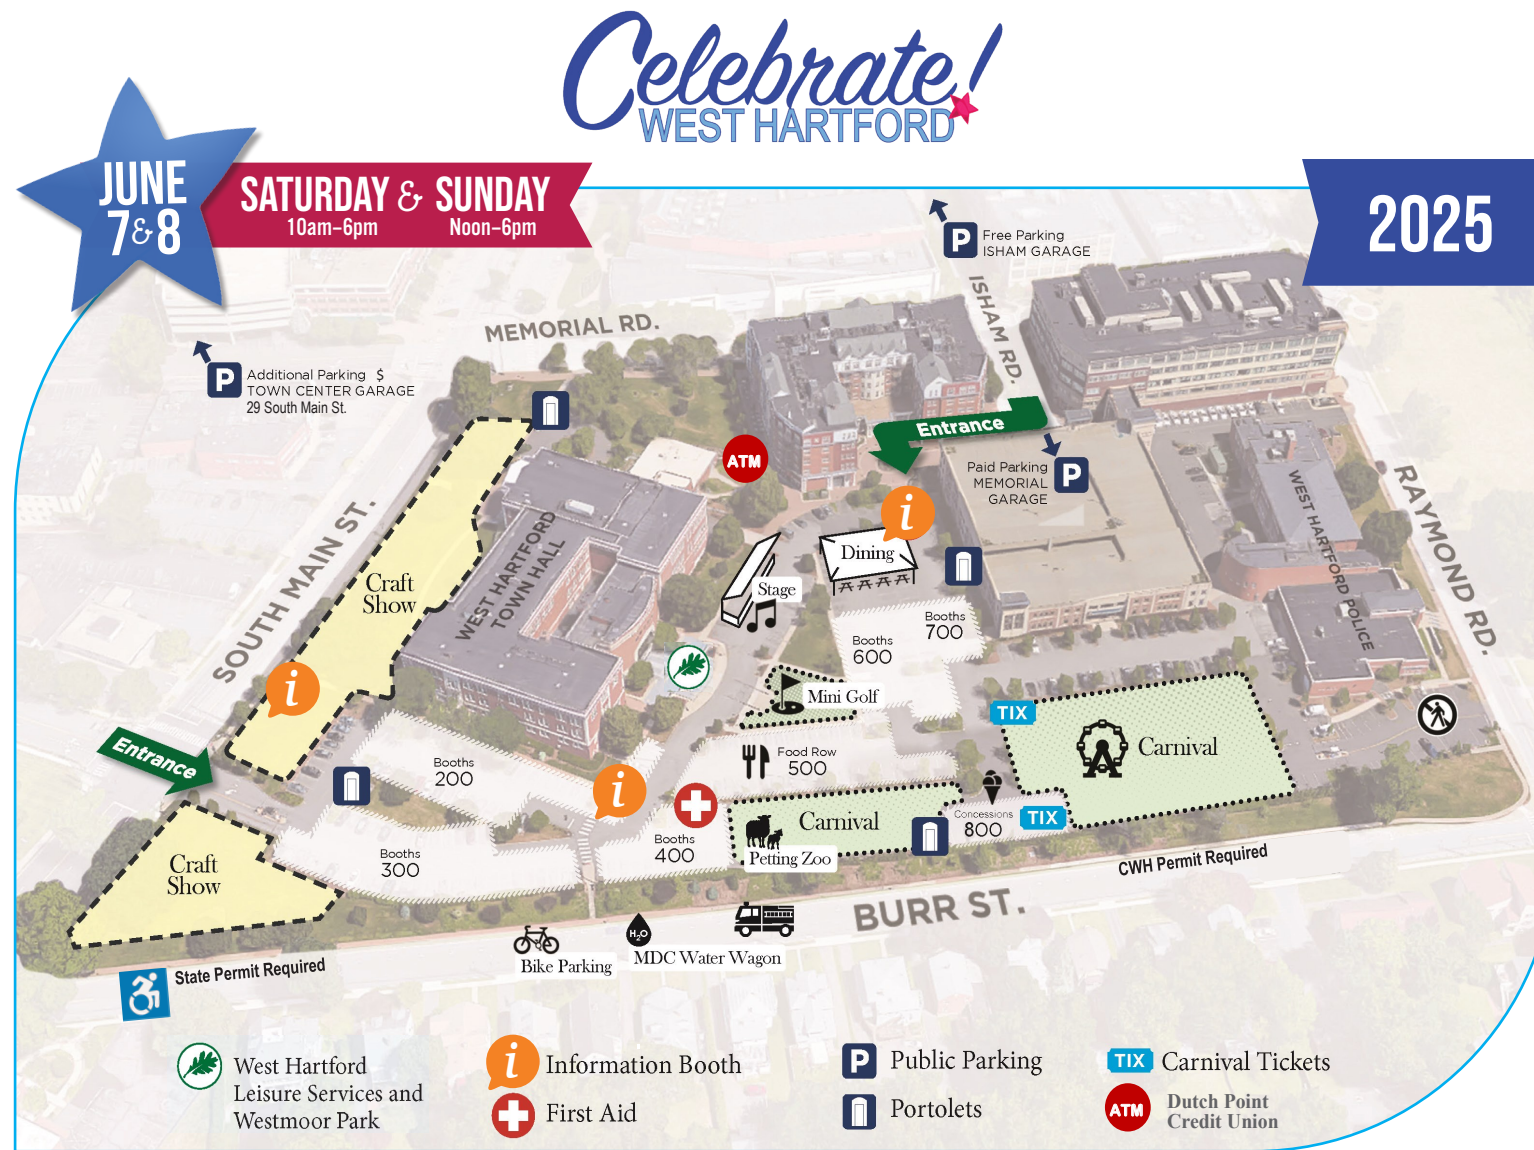 Celebrate!
WEST HARTFORD
JUNE
7&8
SATURDAY & SUNDAY
10am–6pm
Noon–6pm
2025
P
Free Parking
ISHAM GARAGE
ISHAM RD.
MEMORIAL RD.
P
Additional Parking $
TOWN CENTER GARAGE
29 South Main St.
Entrance
ATM
Paid Parking
MEMORIAL
GARAGE
P
i
Dining
Stage
WEST HARTFORD POLICE
RAYMOND RD.
SOUTH MAIN ST.
Craft
Show
WEST HARTFORD
TOWN HALL
Booths
700
Booths
600
i
Mini Golf
TIX
Carnival
Entrance
Booths
200
i
Food Row
500
Carnival
Petting Zoo
Concessions
800
TIX
Booths
400
Booths
300
Craft
Show
CWH Permit Required
BURR ST.
H2O
Bike Parking
MDC Water Wagon
State Permit Required
West Hartford
Leisure Services and
Westmoor Park
i
Information Booth
First Aid
P
Public Parking
Portolets
TIX
Carnival Tickets
ATM
Dutch Point
Credit Union